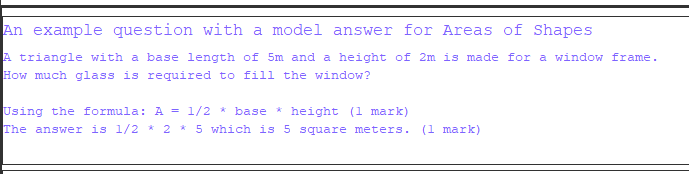 An example question with a model answer for Areas of Shapes
A triangle with a base length of 5m and a height of 2m is made for a window frame.
How much glass is required to fill the window?
Using the formula: A = 1/2 * base * height (1 mark)
The answer is 1/2 * 2 * 5 which is 5 square meters. (1 mark)